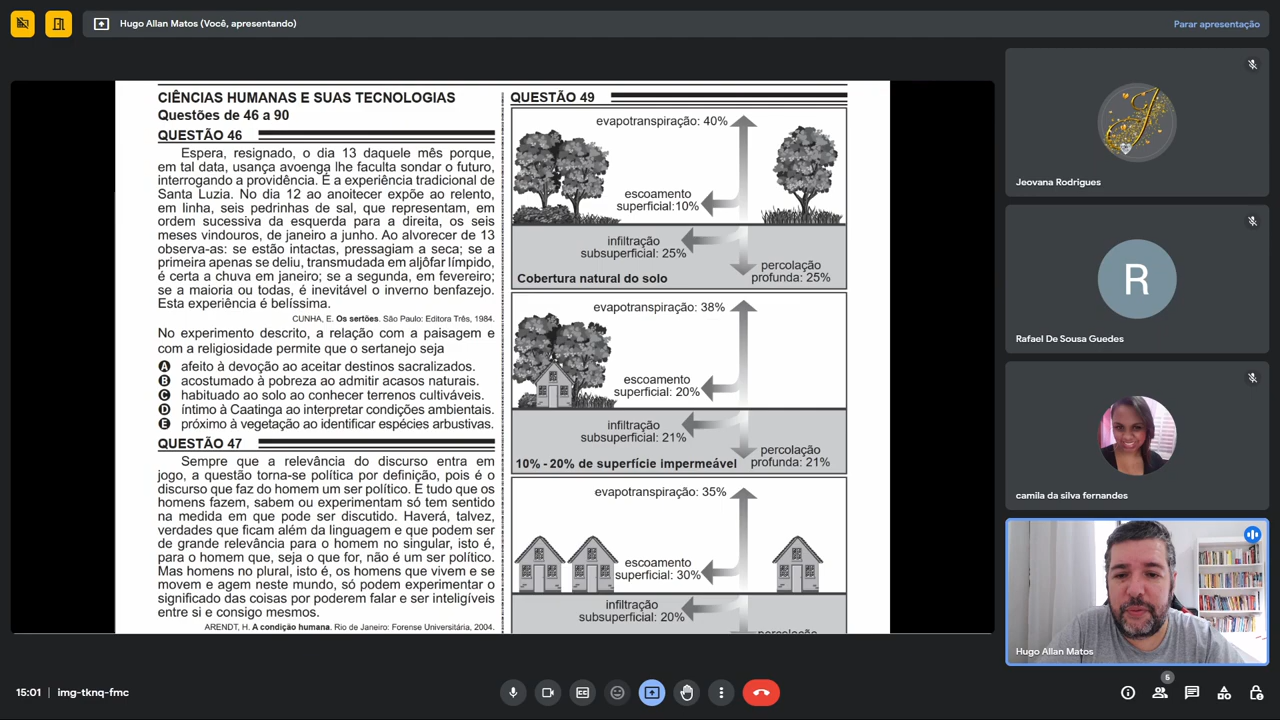 Hugo Allan Matos (Você, apresentando)
Parar apresentação
CIÊNCIAS HUMANAS E SUAS TECNOLOGIAS
Questões de 46 a 90
QUESTÃO 46
Espera, resignado, o dia 13 daquele mês porque,
em tal data, usança avoenga lhe faculta sondar o futuro,
interrogando a providência. É a experiência tradicional de
Santa Luzia. No dia 12 ao anoitecer expõe ao relento,
em linha, seis pedrinhas de sal, que representam, em
ordem sucessiva da esquerda para a direita, os seis
meses vindouros, de janeiro a junho. Ao alvorecer de 13
observa-as: se estão intactas, pressagiam a seca; se a
primeira apenas se deliu, transmudada em aljôfar límpido,
é certa a chuva em janeiro; se a segunda, em fevereiro;
se a maioria ou todas, é inevitável o inverno benfazejo.
Esta experiência é belíssima.
CUNHA, E. Os sertões. São Paulo: Editora Três, 1984.
No experimento descrito, a relação com a paisagem e
com a religiosidade permite que o sertanejo seja
A afeito à devoção ao aceitar destinos sacralizados.
B acostumado à pobreza ao admitir acasos naturais.
C habituado ao solo ao conhecer terrenos cultiváveis.
D íntimo à Caatinga ao interpretar condições ambientais.
E próximo à vegetação ao identificar espécies arbustivas.
QUESTÃO 47
Sempre que a relevância do discurso entra em
jogo, a questão torna-se política por definição, pois é o
discurso que faz do homem um ser político. E tudo que os
homens fazem, sabem ou experimentam só tem sentido
na medida em que pode ser discutido. Haverá, talvez,
verdades que ficam além da linguagem e que podem ser
de grande relevância para o homem no singular, isto é,
para o homem que, seja o que for, não é um ser político.
Mas homens no plural, isto é, os homens que vivem e se
movem e agem neste mundo, só podem experimentar o
significado das coisas por poderem falar e ser inteligíveis
entre si e consigo mesmos.
ARENDT, H. A condição humana. Rio de Janeiro: Forense Universitária, 2004.
QUESTÃO 49
evapotranspiração: 40%
escoamento
superficial:10%
infiltração
subsuperficial: 25%
percolação
profunda: 25%
Cobertura natural do solo
evapotranspiração: 38%
escoamento
superficial: 20%
infiltração
subsuperficial: 21%
percolação
profunda: 21%
10% - 20% de superfície impermeável
evapotranspiração: 35%
escoamento
superficial: 30%
infiltração
subsuperficial: 20%
percolação
Jeovana Rodrigues
R
Rafael De Sousa Guedes
camila da silva fernandes
Hugo Allan Matos
15:01 | img-tknq-fmc
5